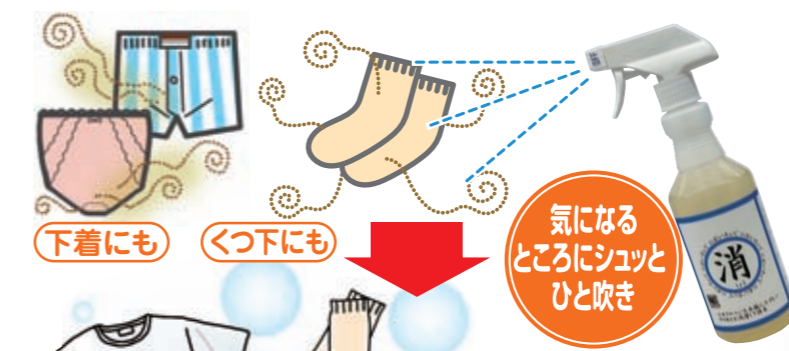 下着にも
くつ下にも
気になる
ところにシュッと
ひと吹き
消